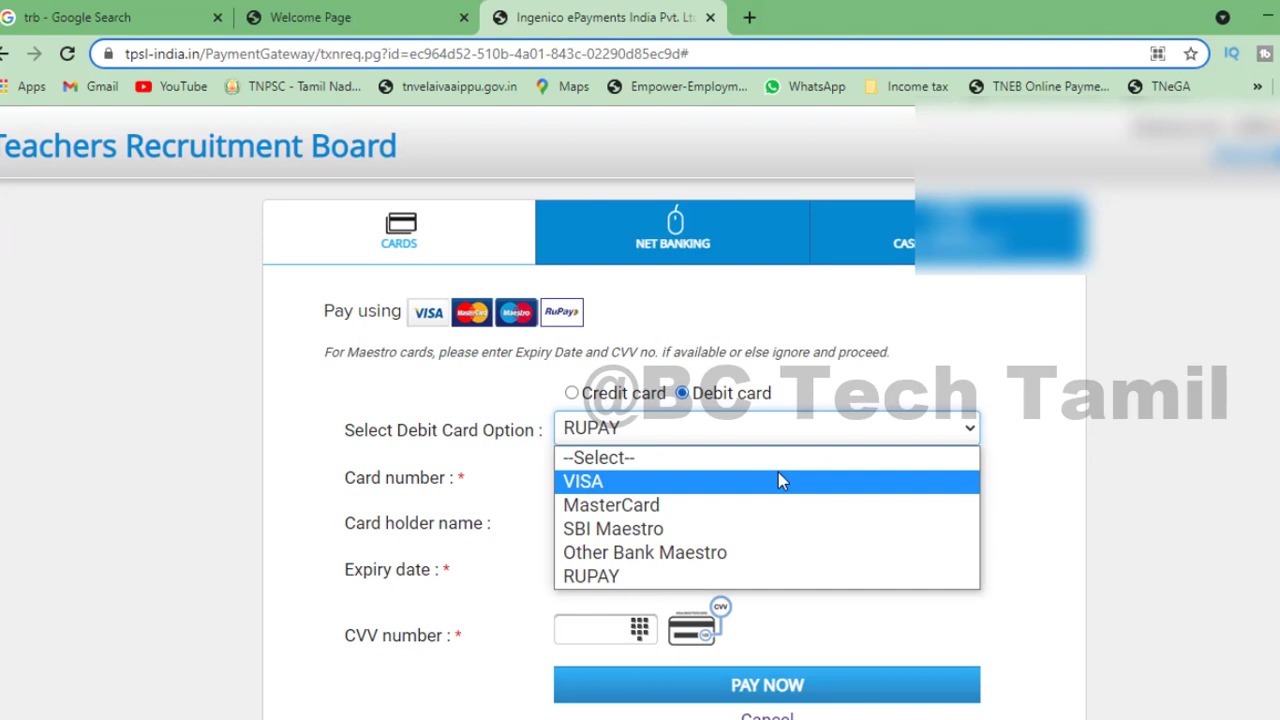 trb - Google Search
Welcome Page
Ingenico ePayments India Pvt. Lt
tpsl-india.in/PaymentGateway/txnreq.pg?id=ec964d52-510b-4a01-843c-02290d85ec9d#
Apps
Gmail
YouTube
TNPSC - Tamil Nad...
tnvelaivaaippu.gov.in
Maps
Empower-Employm...
WhatsApp
Income tax
TNEB Online Payme...
TNeGA
»
Teachers Recruitment Board
CARDS
NET BANKING
CAS
Pay using VISA MasterCard Maestro RuPay
For Maestro cards, please enter Expiry Date and CVV no. if available or else ignore and proceed.
Credit card Debit card
@BC Tech Tamil
Select Debit Card Option : RUPAY
--Select--
VISA
MasterCard
SBI Maestro
Other Bank Maestro
RUPAY
Card number : *
Card holder name :
Expiry date : *
CVV number : *
CVV
PAY NOW
Cancel